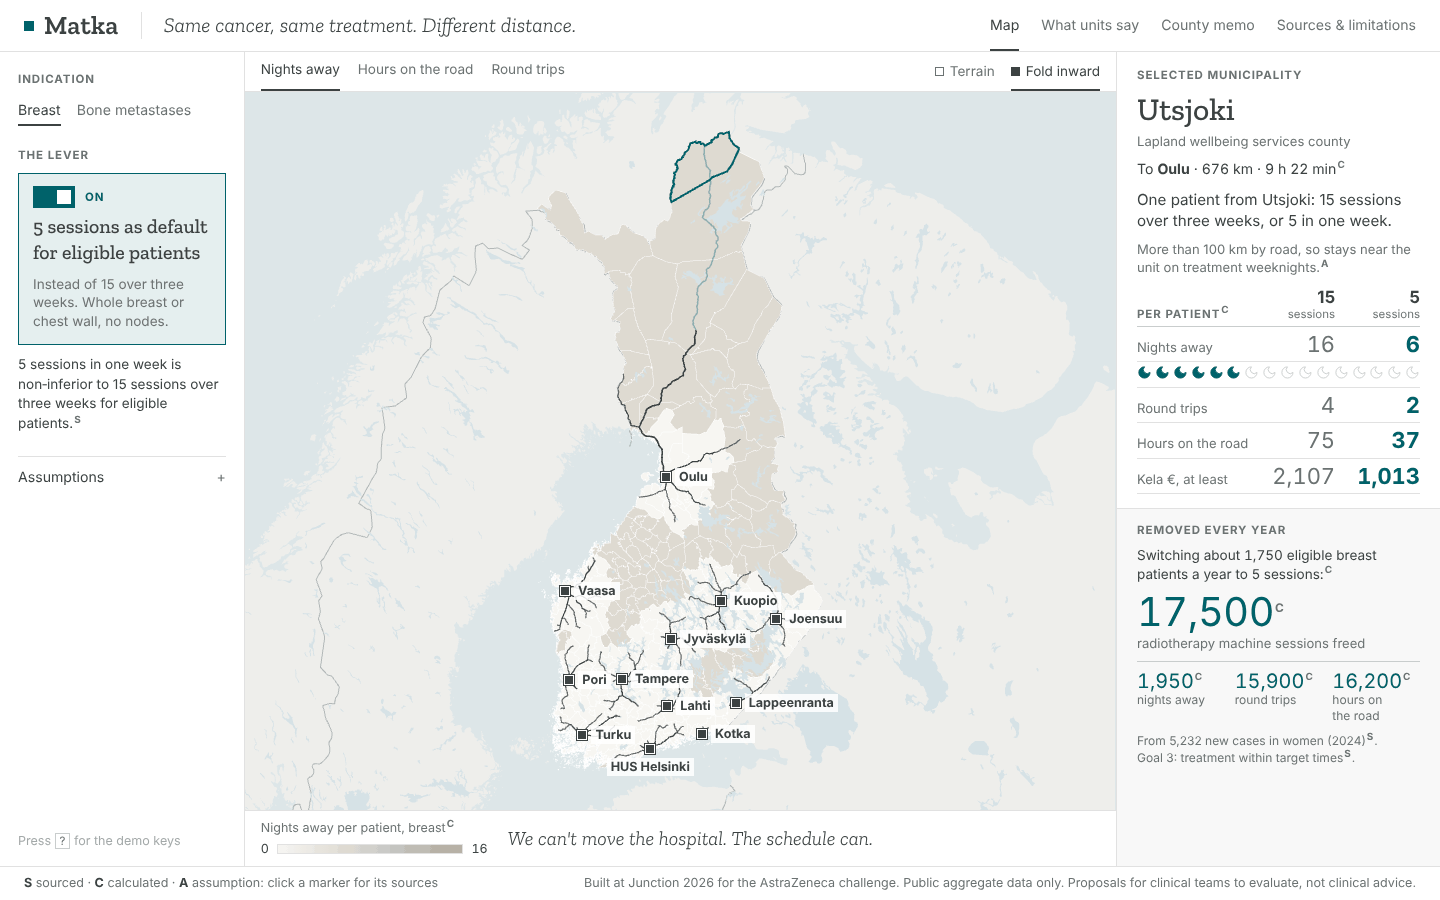 Matka
Same cancer, same treatment. Different distance.
Map
What units say
County memo
Sources & limitations
INDICATION
Breast
Bone metastases
THE LEVER
ON
5 sessions as default
for eligible patients
Instead of 15 over three
weeks. Whole breast or
chest wall, no nodes.
5 sessions in one week is
non-inferior to 15 sessions over
three weeks for eligible
patients.S
Assumptions +
Press ? for the demo keys
Nights away
Hours on the road
Round trips
Terrain
Fold inward
Oulu
Vaasa
Kuopio
Joensuu
Jyväskylä
Pori
Tampere
Lahti
Lappeenranta
Turku
Kotka
HUS Helsinki
Nights away per patient, breastC
0 16
We can't move the hospital. The schedule can.
SELECTED MUNICIPALITY
Utsjoki
Lapland wellbeing services county
To Oulu · 676 km · 9 h 22 minC
One patient from Utsjoki: 15 sessions
over three weeks, or 5 in one week.
More than 100 km by road, so stays near the
unit on treatment weeknights.A
15 5
PER PATIENTC sessions sessions
Nights away 16 6
Round trips 4 2
Hours on the road 75 37
Kela €, at least 2,107 1,013
REMOVED EVERY YEAR
Switching about 1,750 eligible breast
patients a year to 5 sessions:C
17,500C
radiotherapy machine sessions freed
1,950C 15,900C 16,200C
nights away round trips hours on
the road
From 5,232 new cases in women (2024)S.
Goal 3: treatment within target timesS.
S sourced · C calculated · A assumption: click a marker for its sources
Built at Junction 2026 for the AstraZeneca challenge. Public aggregate data only. Proposals for clinical teams to evaluate, not clinical advice.